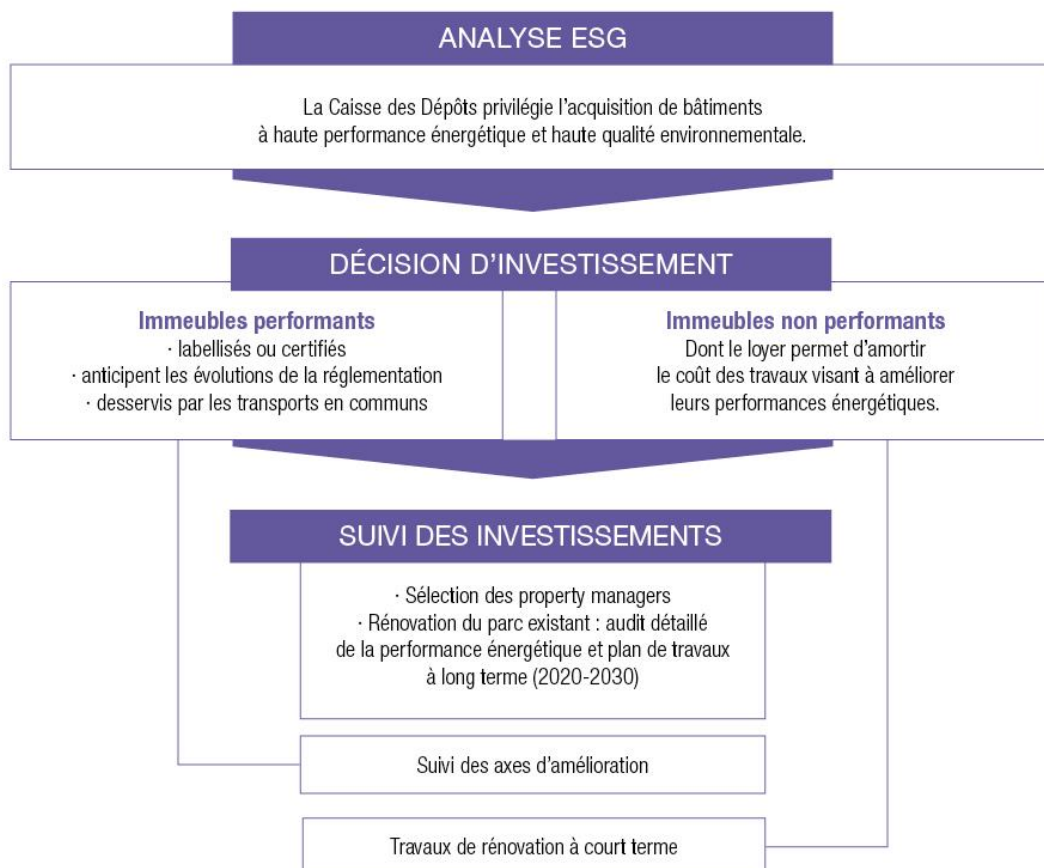 ANALYSE ESG
La Caisse des Dépôts privilégie l’acquisition de bâtiments
à haute performance énergétique et haute qualité environnementale.
DÉCISION D’INVESTISSEMENT
Immeubles performants
· labellisés ou certifiés
· anticipent les évolutions de la réglementation
· desservis par les transports en communs
Immeubles non performants
Dont le loyer permet d’amortir
le coût des travaux visant à améliorer
leurs performances énergétiques.
SUIVI DES INVESTISSEMENTS
· Sélection des property managers
· Rénovation du parc existant : audit détaillé
de la performance énergétique et plan de travaux
à long terme (2020-2030)
Suivi des axes d’amélioration
Travaux de rénovation à court terme